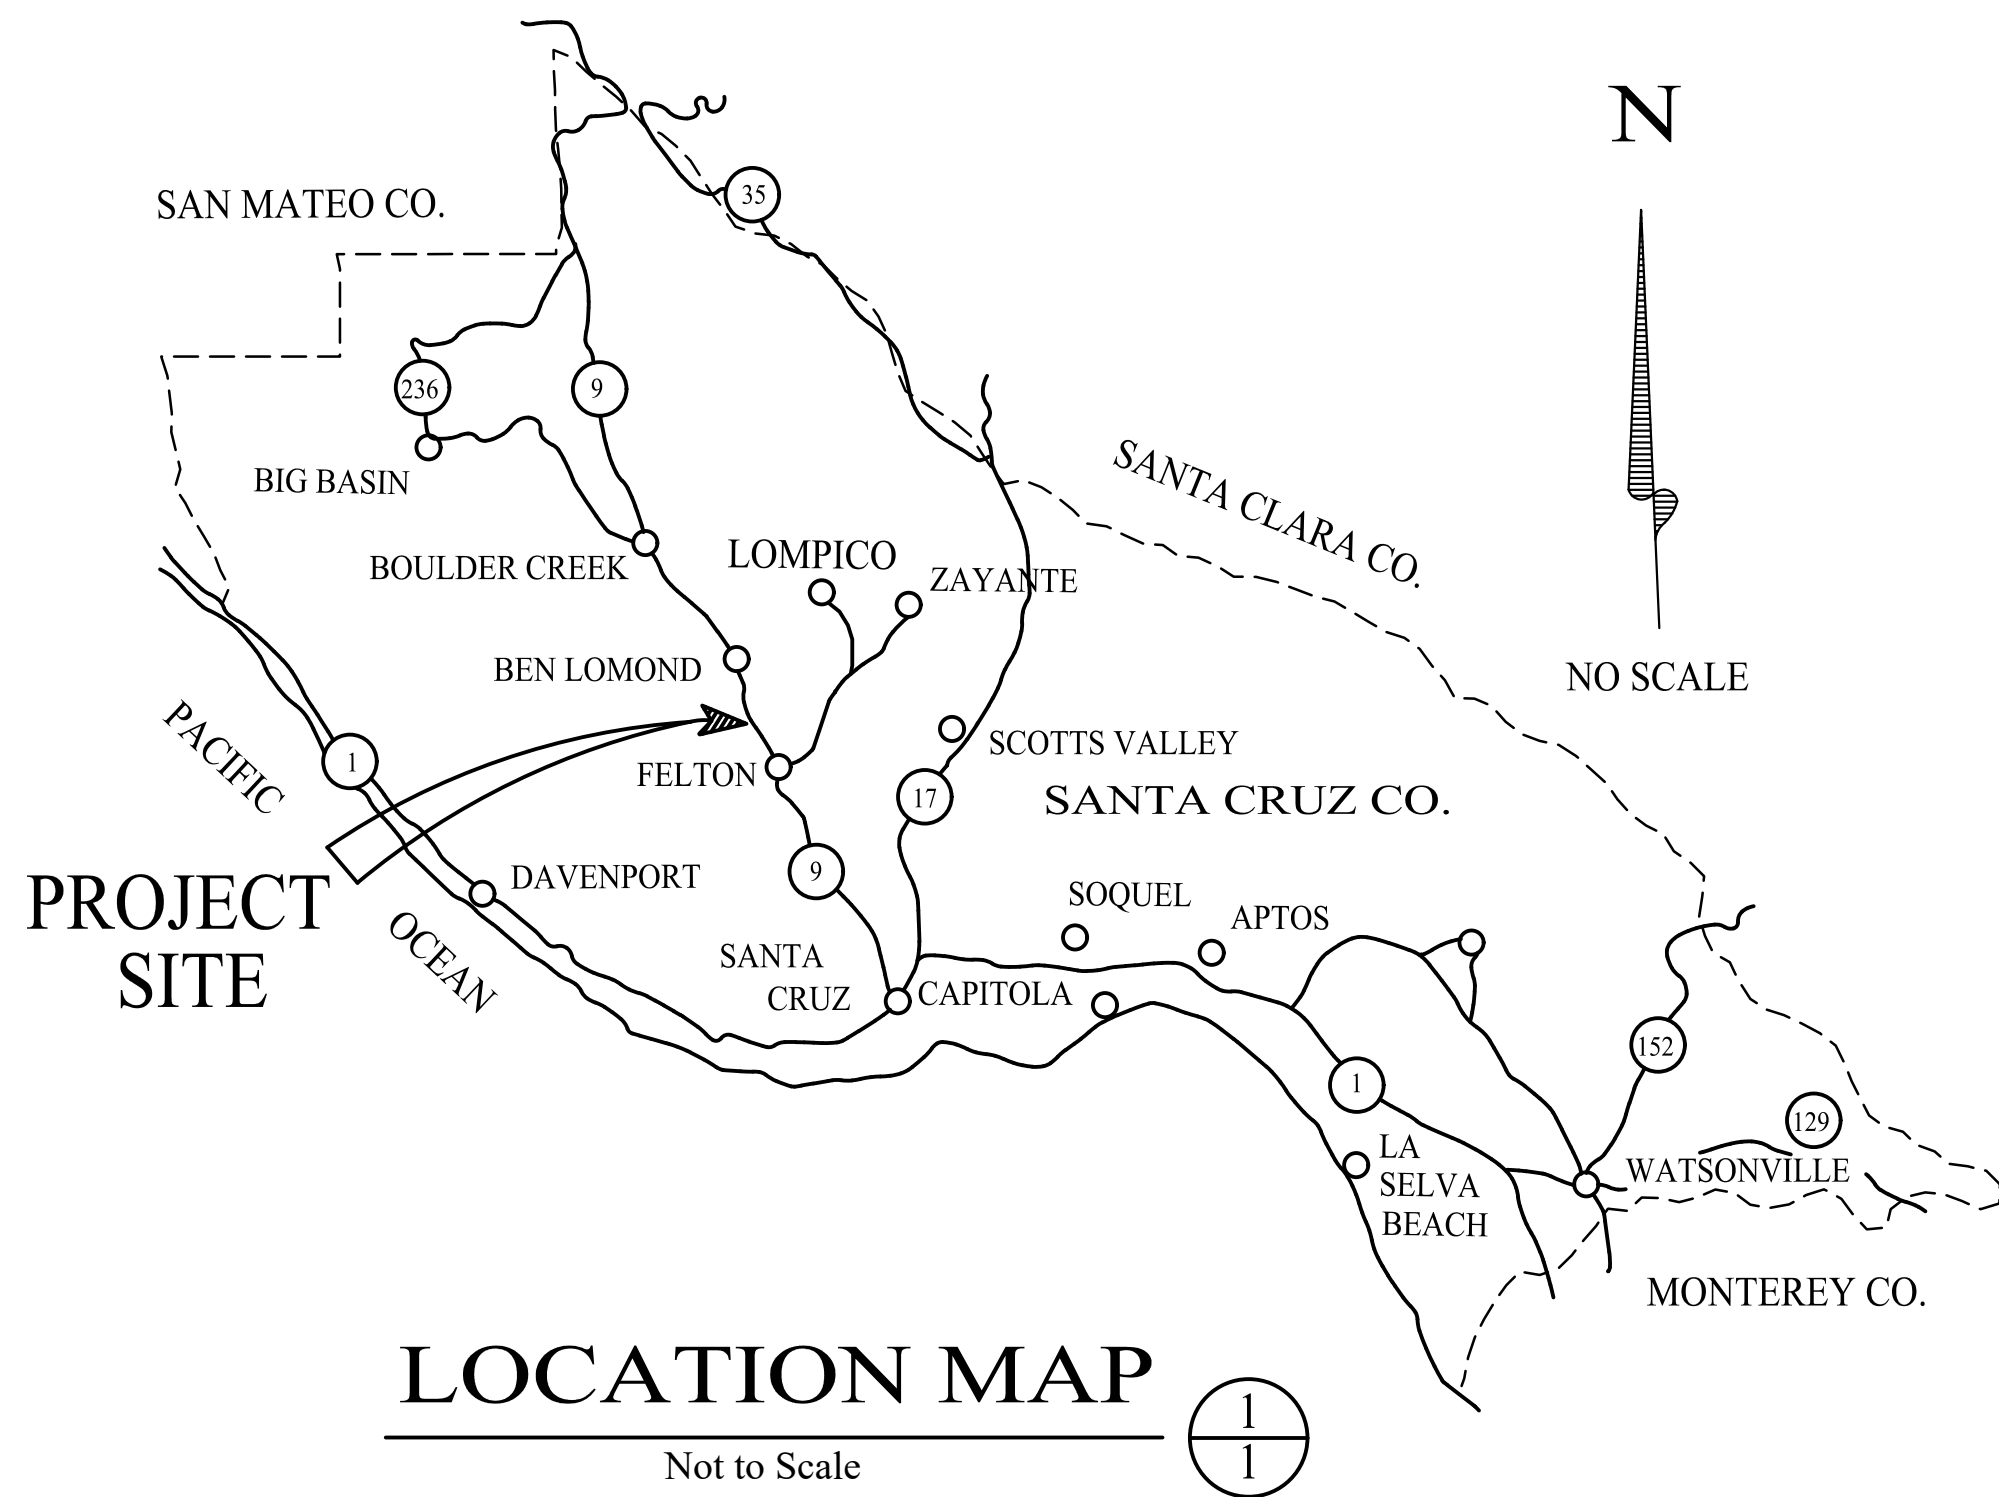 N
SAN MATEO CO.
35
236
9
BIG BASIN
SANTA CLARA CO.
BOULDER CREEK
LOMPICO
ZAYANTE
BEN LOMOND
NO SCALE
PACIFIC
OCEAN
1
FELTON
SCOTTS VALLEY
17
SANTA CRUZ CO.
PROJECT
SITE
DAVENPORT
9
SOQUEL
APTOS
SANTA
CRUZ
CAPITOLA
152
1
129
LA
SELVA
BEACH
WATSONVILLE
MONTEREY CO.
LOCATION MAP
Not to Scale
1
1